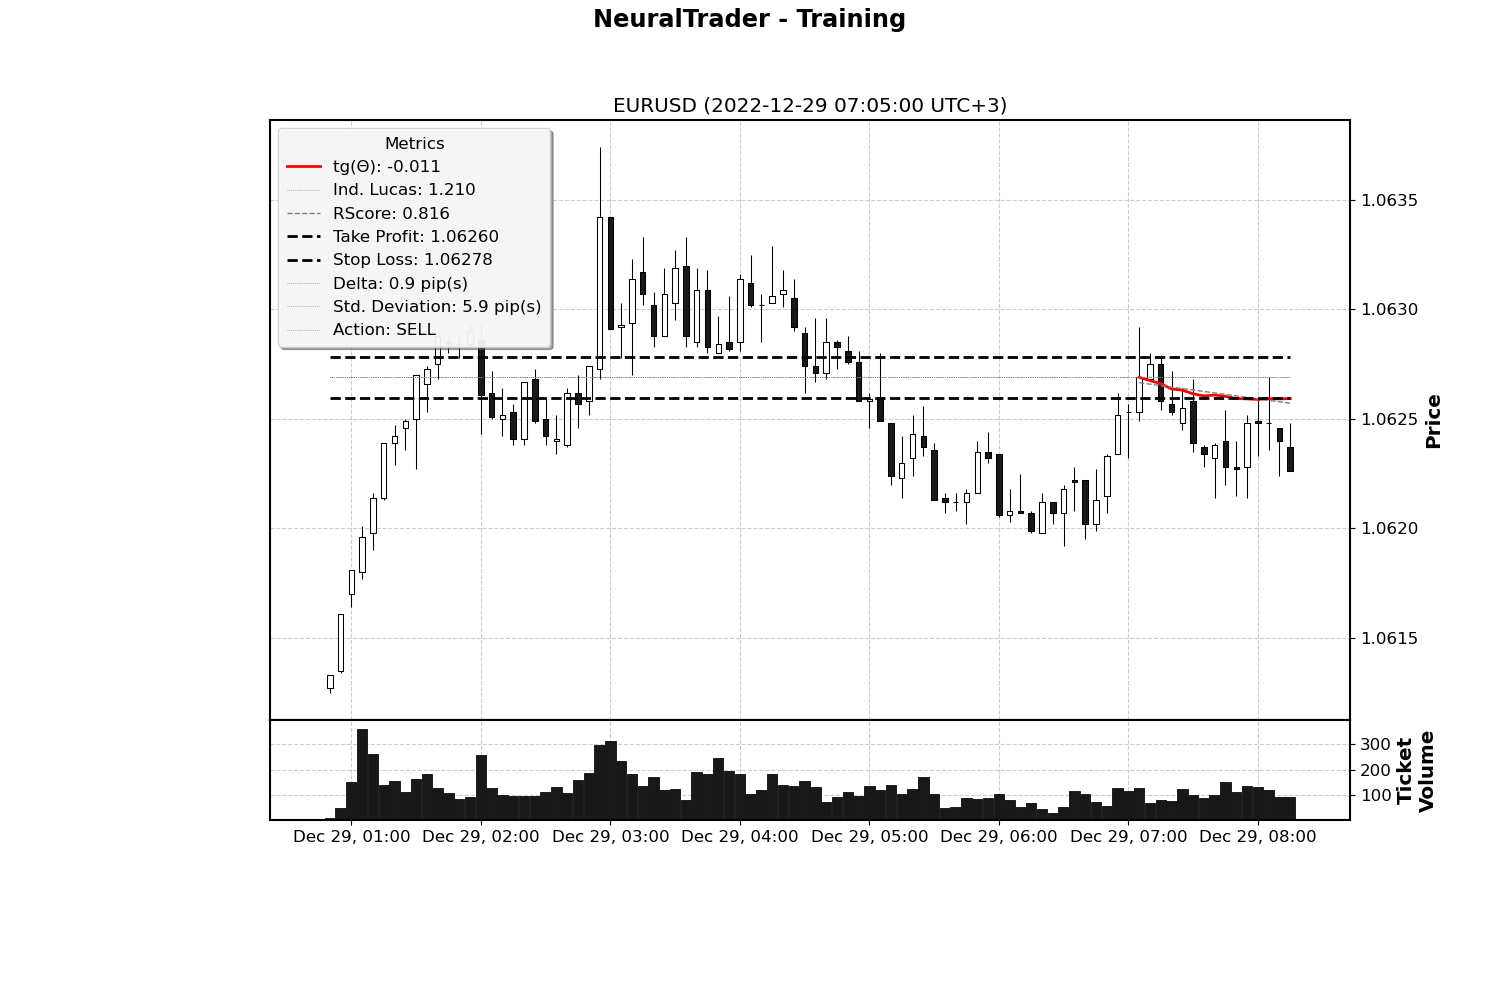 NeuralTrader - Training
EURUSD (2022-12-29 07:05:00 UTC+3)
Metrics
tg(Θ): -0.011
Ind. Lucas: 1.210
RScore: 0.816
Take Profit: 1.06260
Stop Loss: 1.06278
Delta: 0.9 pip(s)
Std. Deviation: 5.9 pip(s)
Action: SELL
1.0635
1.0630
1.0625
1.0620
1.0615
Price
300
200
100
Ticket
Volume
Dec 29, 01:00 Dec 29, 02:00 Dec 29, 03:00 Dec 29, 04:00 Dec 29, 05:00 Dec 29, 06:00 Dec 29, 07:00 Dec 29, 08:00